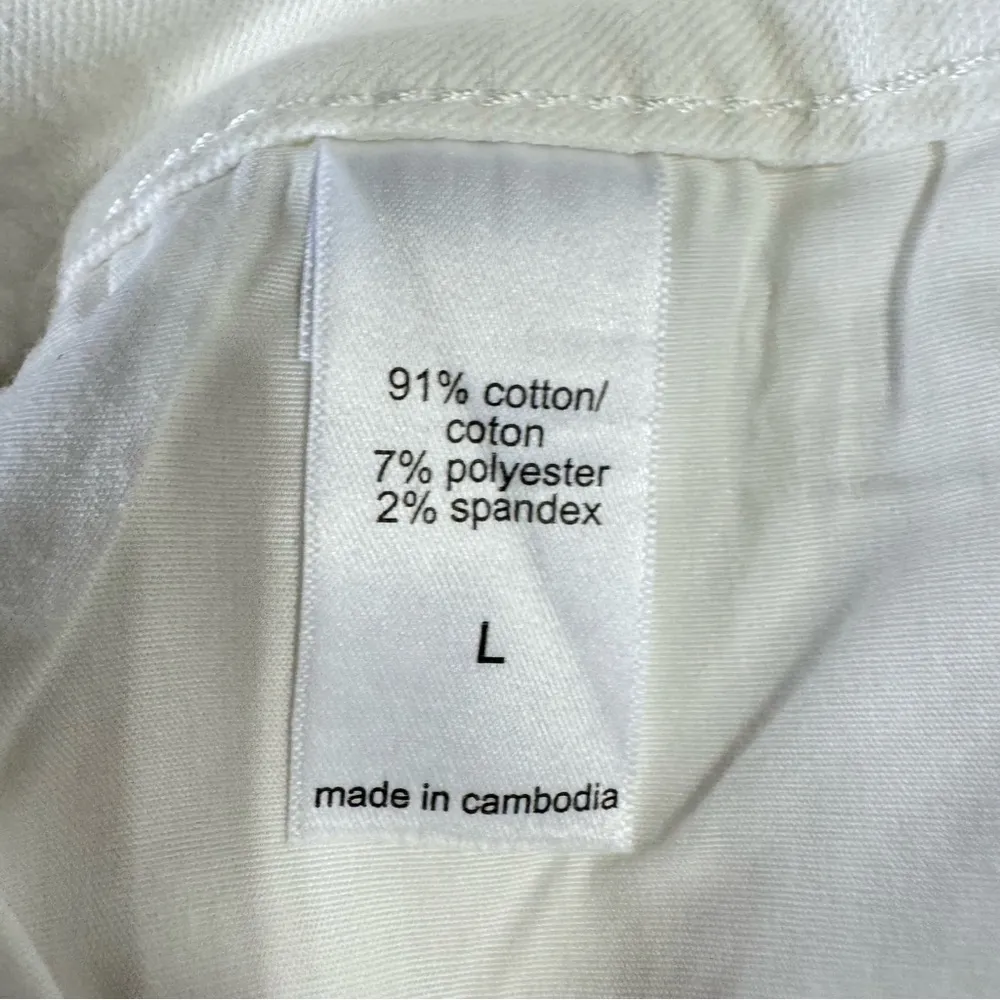 91% cotton/
coton
7% polyester
2% spandex
L
made in cambodia